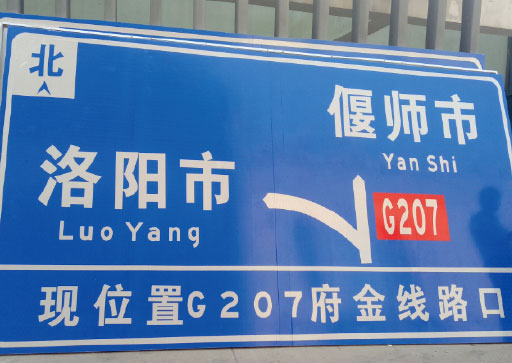 北
偃师市
Yan Shi
洛阳市
Luo Yang
G207
现位置G207府金线路口